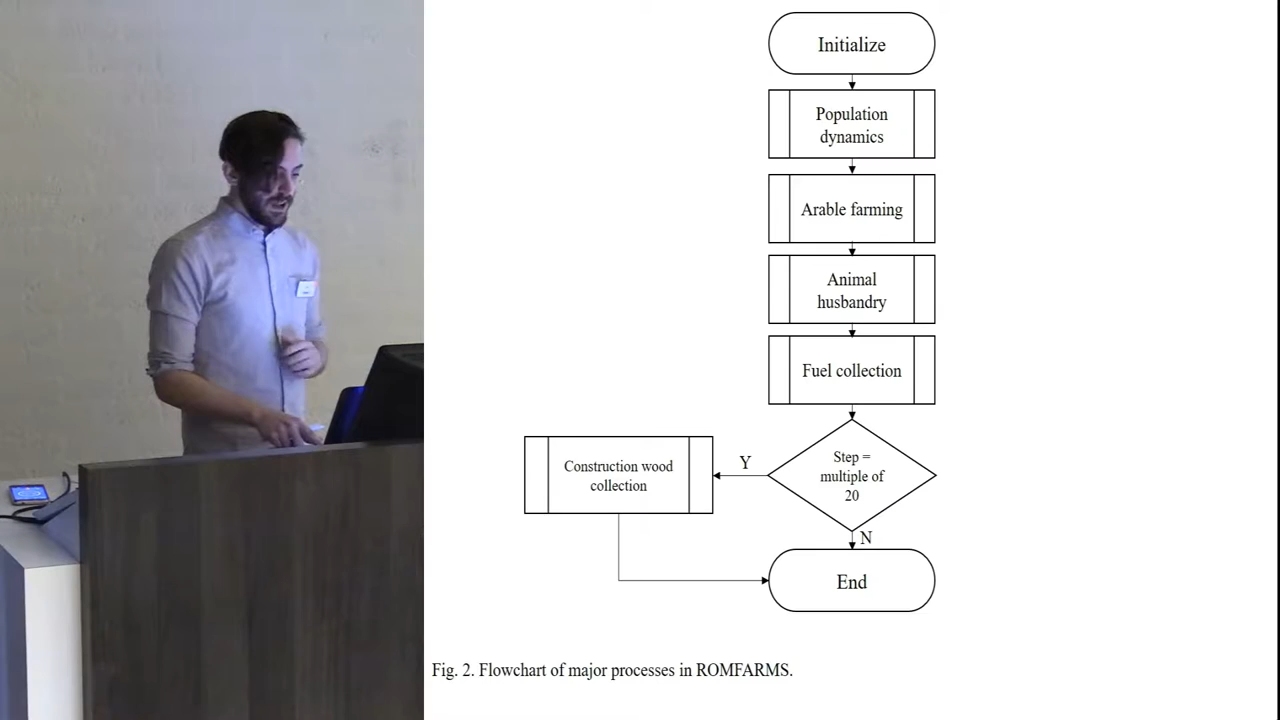 Initialize
Population
dynamics
Arable farming
Animal
husbandry
Fuel collection
Step =
multiple of
20
Y
Construction wood
collection
N
End
Fig. 2. Flowchart of major processes in ROMFARMS.